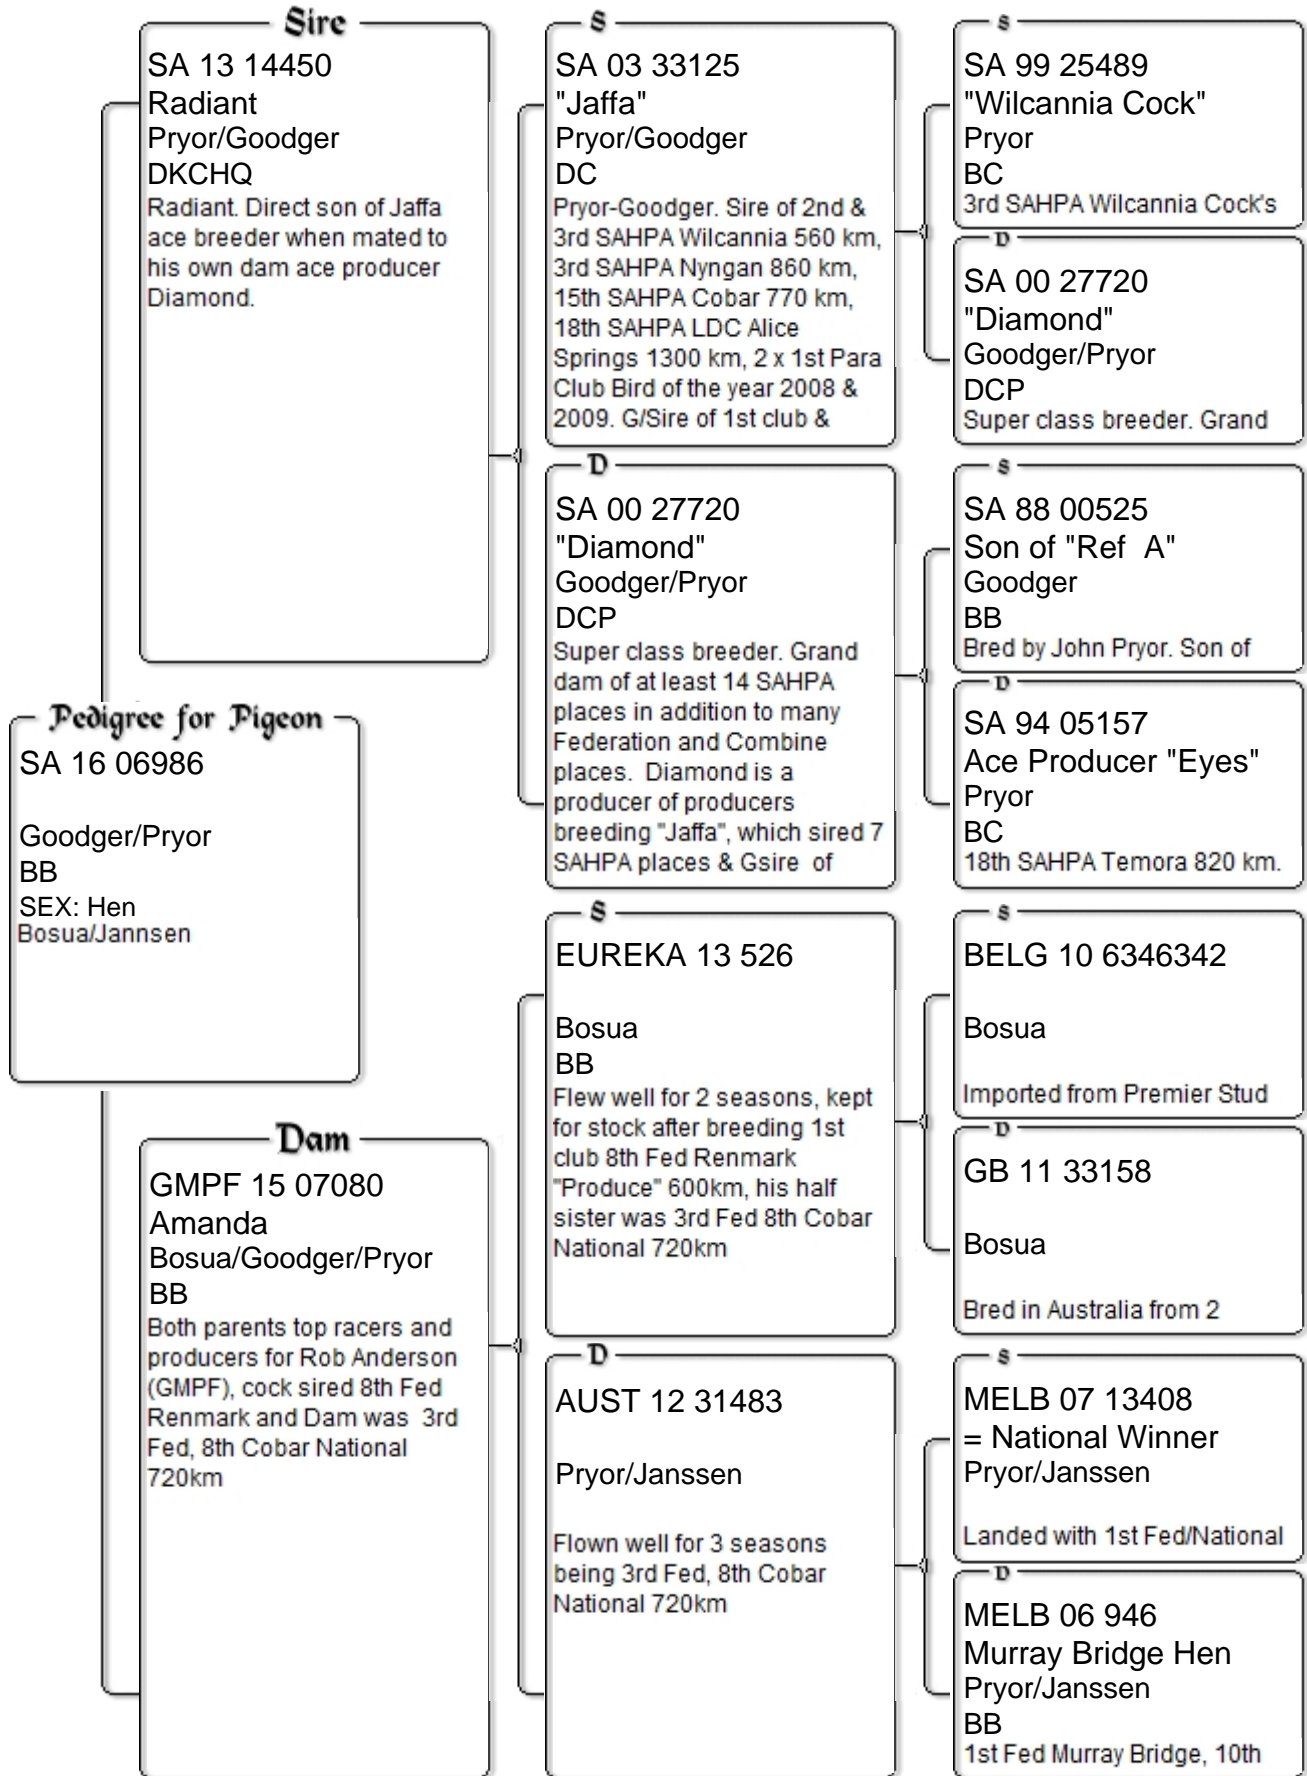 Sire
SA 13 14450
Radiant
Pryor/Goodger
DKCHQ
Radiant. Direct son of Jaffa
ace breeder when mated to
his own dam ace producer
Diamond.
S
SA 03 33125
"Jaffa"
Pryor/Goodger
DC
Pryor-Goodger. Sire of 2nd &
3rd SAHPA Wilcannia 560 km,
3rd SAHPA Nyngan 860 km,
15th SAHPA Cobar 770 km,
18th SAHPA LDC Alice
Springs 1300 km, 2 x 1st Para
Club Bird of the year 2008 &
2009. G/Sire of 1st club &
S
SA 99 25489
"Wilcannia Cock"
Pryor
BC
3rd SAHPA Wilcannia Cock's
D
SA 00 27720
"Diamond"
Goodger/Pryor
DCP
Super class breeder. Grand
D
SA 00 27720
"Diamond"
Goodger/Pryor
DCP
Super class breeder. Grand
dam of at least 14 SAHPA
places in addition to many
Federation and Combine
places.  Diamond is a
producer of producers
breeding "Jaffa", which sired 7
SAHPA places & Gsire  of
S
SA 88 00525
Son of "Ref  A"
Goodger
BB
Bred by John Pryor. Son of
D
SA 94 05157
Ace Producer "Eyes"
Pryor
BC
18th SAHPA Temora 820 km.
Pedigree for Pigeon
SA 16 06986
Goodger/Pryor
BB
SEX: Hen
Bosua/Jannsen
Dam
GMPF 15 07080
Amanda
Bosua/Goodger/Pryor
BB
Both parents top racers and
producers for Rob Anderson
(GMPF), cock sired 8th Fed
Renmark and Dam was  3rd
Fed, 8th Cobar National
720km
S
EUREKA 13 526
Bosua
BB
Flew well for 2 seasons, kept
for stock after breeding 1st
club 8th Fed Renmark
"Produce" 600km, his half
sister was 3rd Fed 8th Cobar
National 720km
S
BELG 10 6346342
Bosua
Imported from Premier Stud
D
GB 11 33158
Bosua
Bred in Australia from 2
D
AUST 12 31483
Pryor/Janssen
Flown well for 3 seasons
being 3rd Fed, 8th Cobar
National 720km
S
MELB 07 13408
= National Winner
Pryor/Janssen
Landed with 1st Fed/National
D
MELB 06 946
Murray Bridge Hen
Pryor/Janssen
BB
1st Fed Murray Bridge, 10th